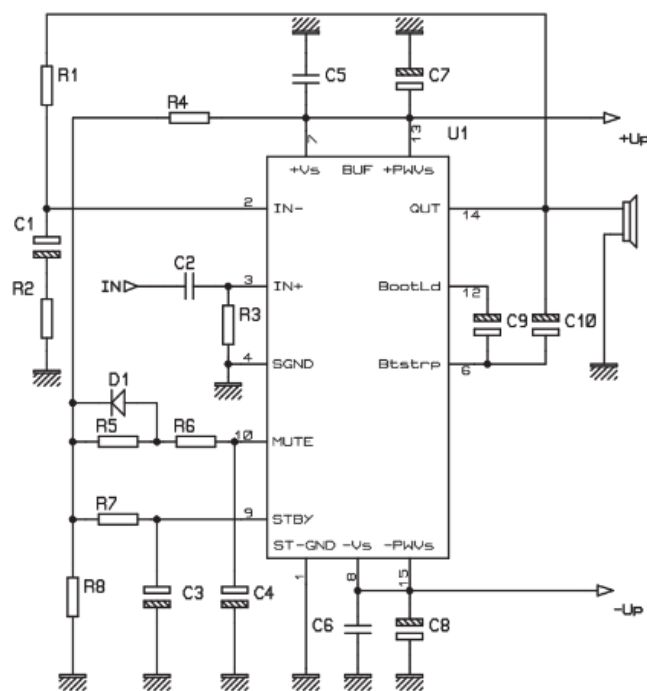 R1
C5
C7
R4
7
13
U1
+Up
+Vs
BUF
+PWVs
2
IN-
OUT
14
C1
C2
3
IN
IN+
BootLd
12
R2
R3
C9
C10
4
SGND
Btstrp
6
D1
R5
R6
10
MUTE
R7
9
STBY
ST-GND
-Vs
-PWVs
1
8
15
R8
C3
C4
C6
C8
-Up